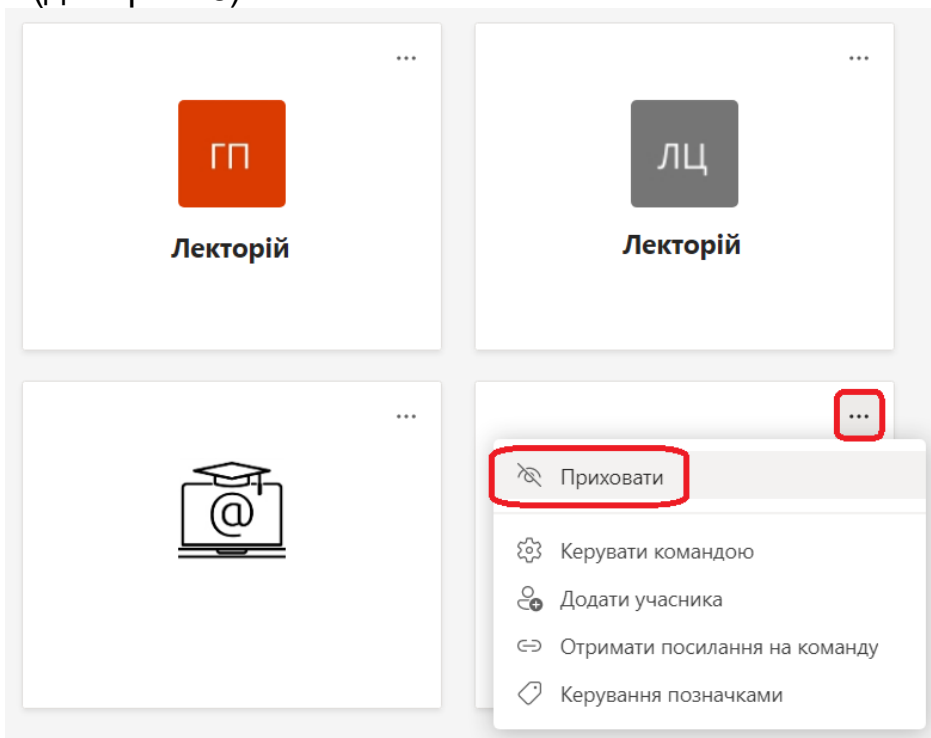 ...
...
ГП
ЛЦ
Лекторій
Лекторій
...
...
@
Приховати
Керувати командою
Додати учасника
Отримати посилання на команду
Керування позначками